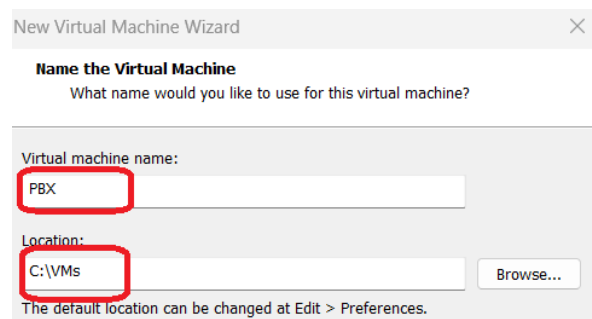 New Virtual Machine Wizard
Name the Virtual Machine
What name would you like to use for this virtual machine?
Virtual machine name:
PBX
Location:
C:\VMs
Browse...
The default location can be changed at Edit > Preferences.